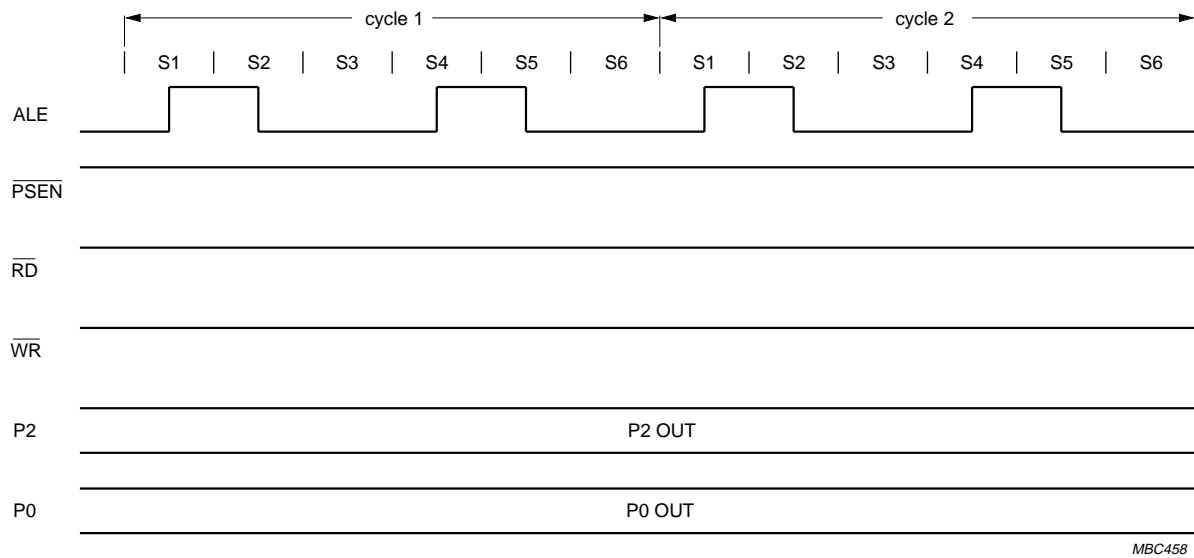 cycle 1 cycle 2
S1 S2 S3 S4 S5 S6 S1 S2 S3 S4 S5 S6
ALE
PSEN
RD
WR
P2 P2 OUT
P0 P0 OUT
MBC458